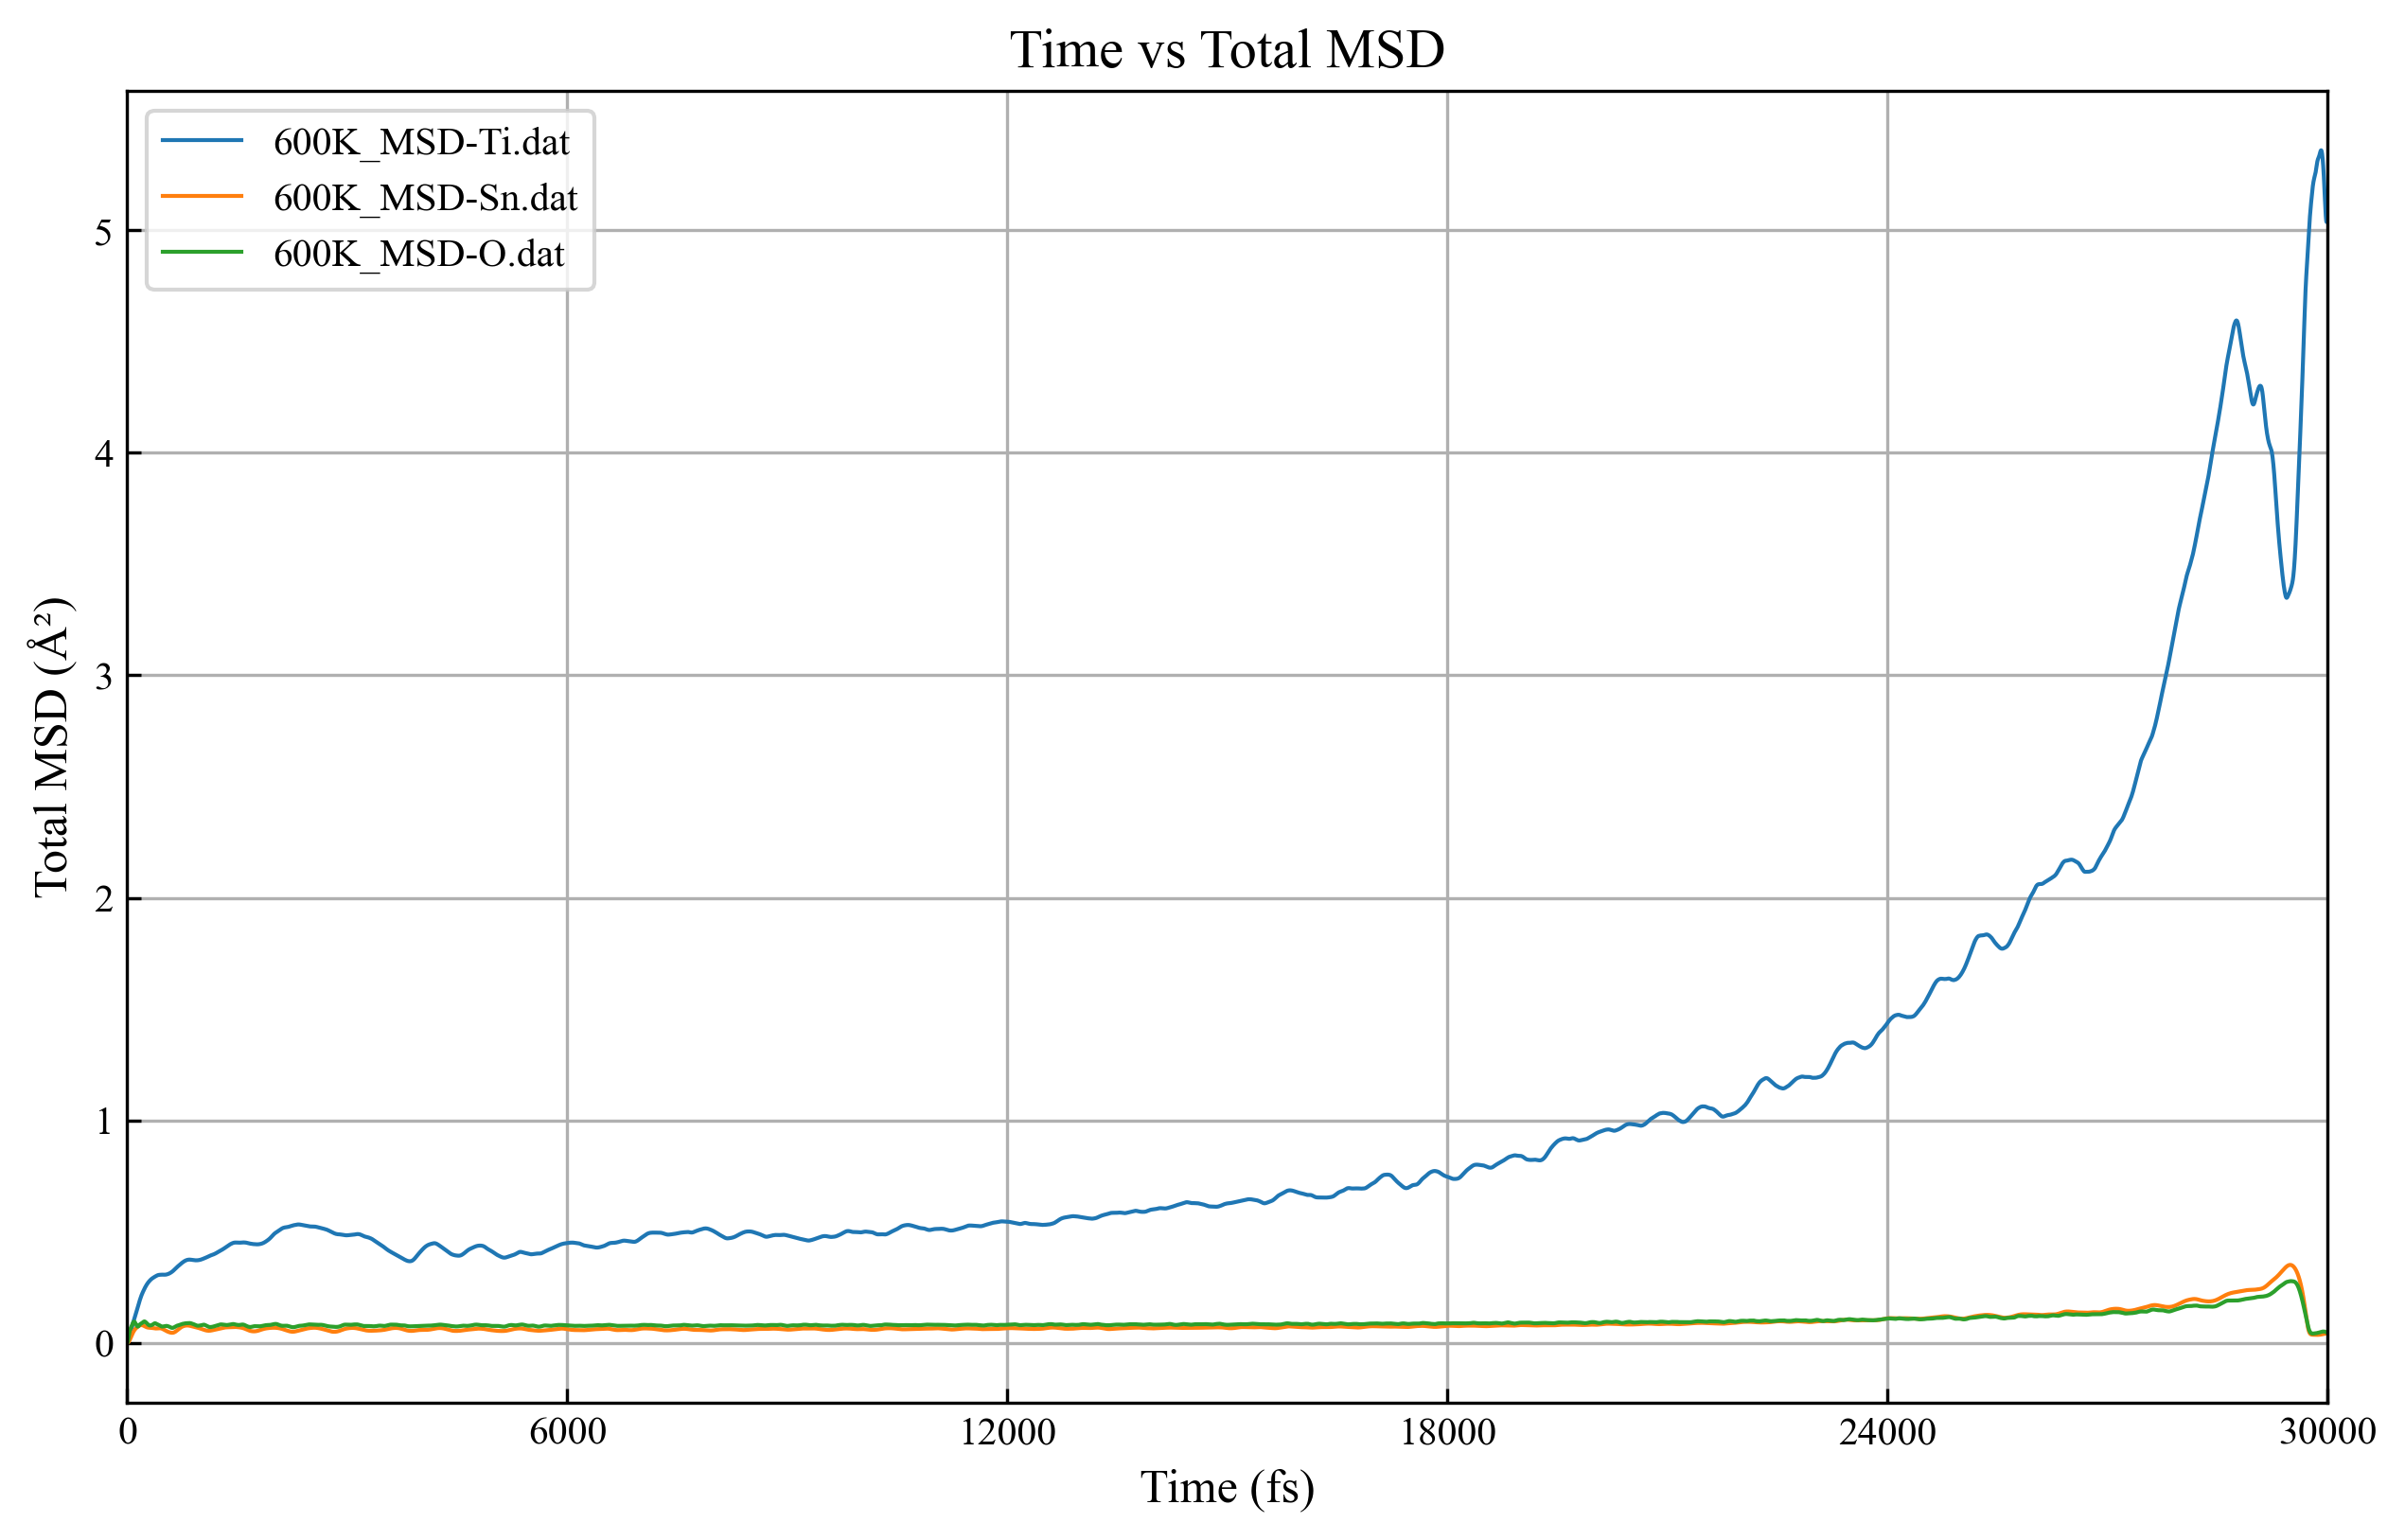 Time vs Total MSD
600K_MSD-Ti.dat
600K_MSD-Sn.dat
600K_MSD-O.dat
Total MSD (Å²)
5
4
3
2
1
0
0 6000 12000 18000 24000 30000
Time (fs)